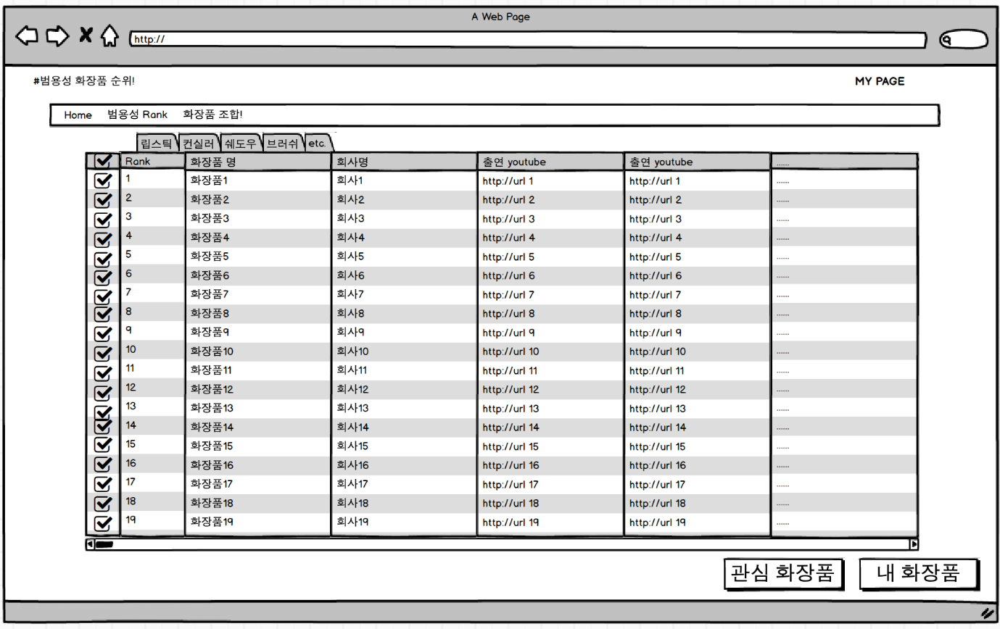 A Web Page
http://
#범용성 화장품 순위!
MY PAGE
Home 범용성 Rank 화장품 조합!
립스틱 컨실러 쉐도우 브러쉬 etc.
Rank 화장품 명 회사명 출연 youtube 출연 youtube ......
1 화장품1 회사1 http://url 1 http://url 1 ......
2 화장품2 회사2 http://url 2 http://url 2 ......
3 화장품3 회사3 http://url 3 http://url 3 ......
4 화장품4 회사4 http://url 4 http://url 4 ......
5 화장품5 회사5 http://url 5 http://url 5 ......
6 화장품6 회사6 http://url 6 http://url 6 ......
7 화장품7 회사7 http://url 7 http://url 7 ......
8 화장품8 회사8 http://url 8 http://url 8 ......
9 화장품9 회사9 http://url 9 http://url 9 ......
10 화장품10 회사10 http://url 10 http://url 10 ......
11 화장품11 회사11 http://url 11 http://url 11 ......
12 화장품12 회사12 http://url 12 http://url 12 ......
13 화장품13 회사13 http://url 13 http://url 13 ......
14 화장품14 회사14 http://url 14 http://url 14 ......
15 화장품15 회사15 http://url 15 http://url 15 ......
16 화장품16 회사16 http://url 16 http://url 16 ......
17 화장품17 회사17 http://url 17 http://url 17 ......
18 화장품18 회사18 http://url 18 http://url 18 ......
19 화장품19 회사19 http://url 19 http://url 19 ......
관심 화장품 내 화장품